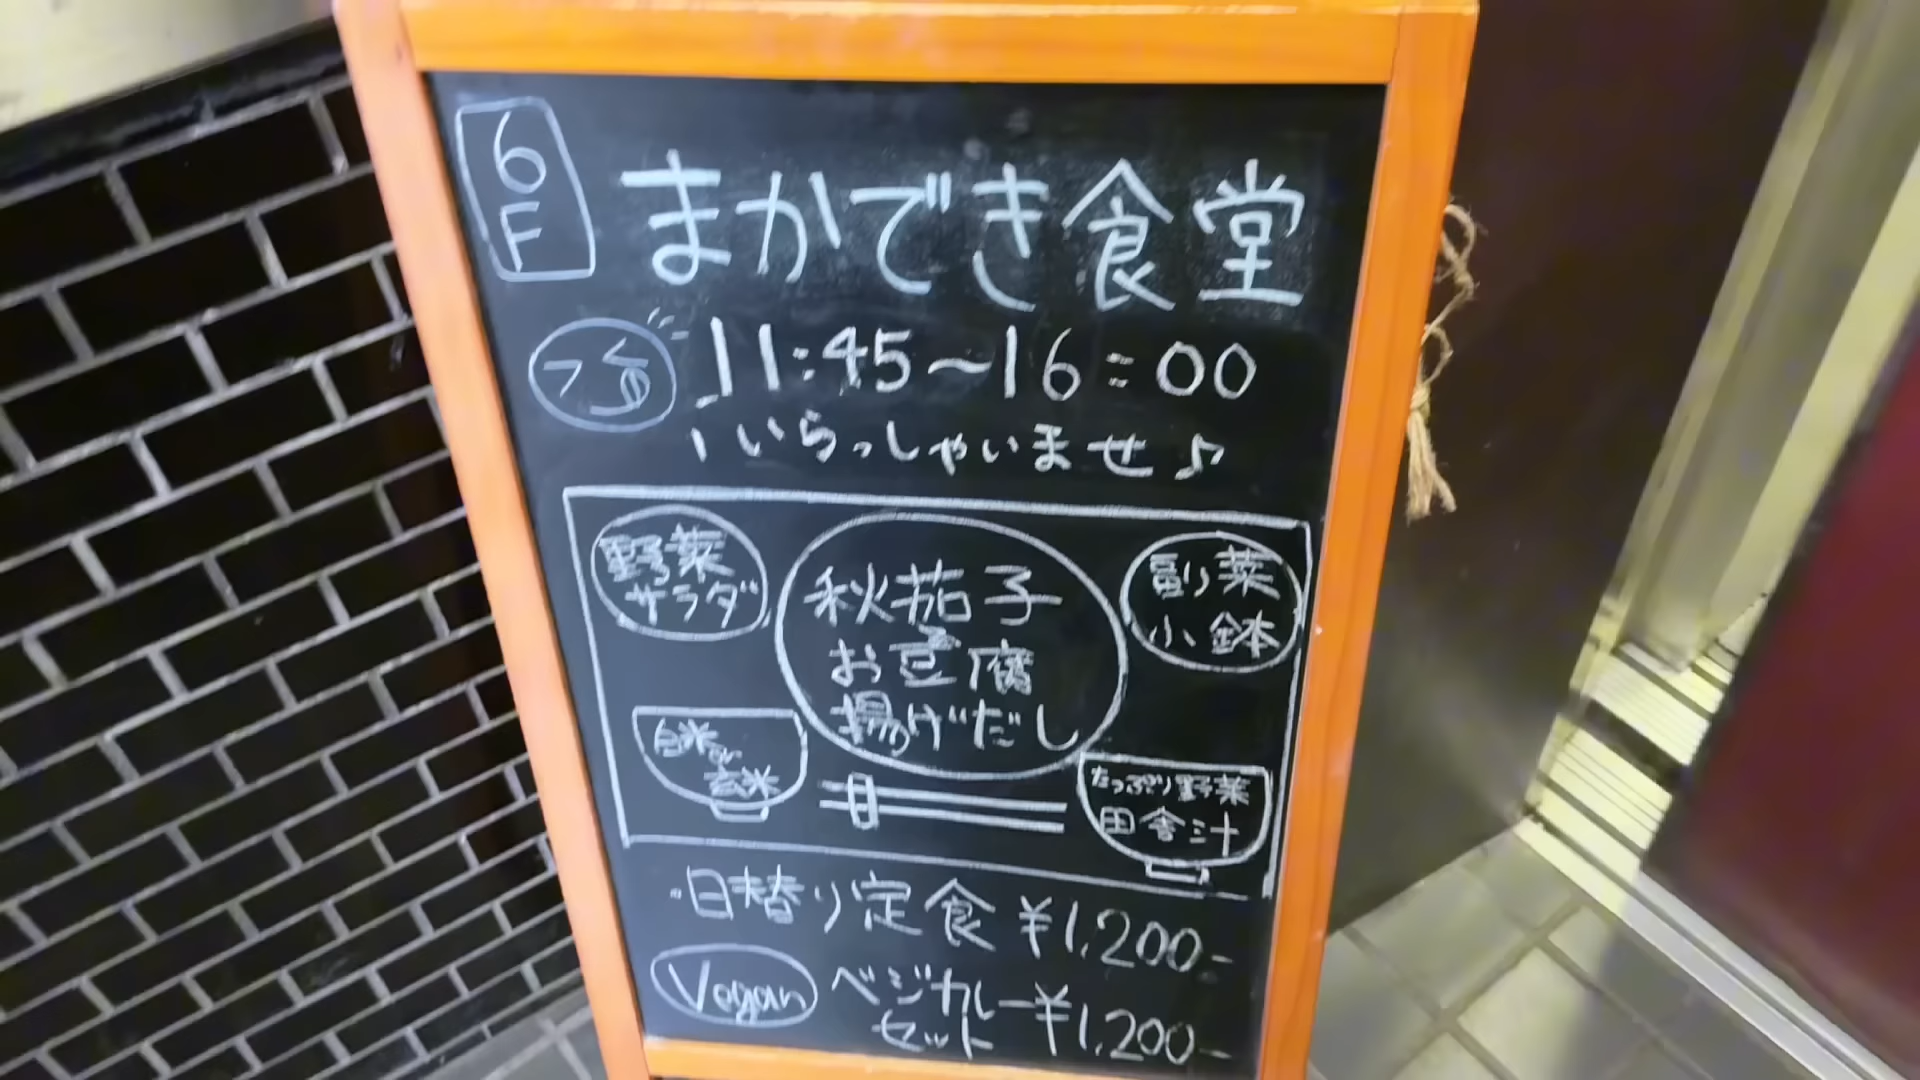 6F
まかでき食堂
11:45~16:00
いらっしゃいませ♪
野菜
サラダ
秋茄子
お豆腐
揚げだし
副菜
小鉢
白米or
玄米
たっぷり野菜
田舎汁
・日替り定食 ¥1,200-
Vegan ベジカレー ¥1,200-
セット